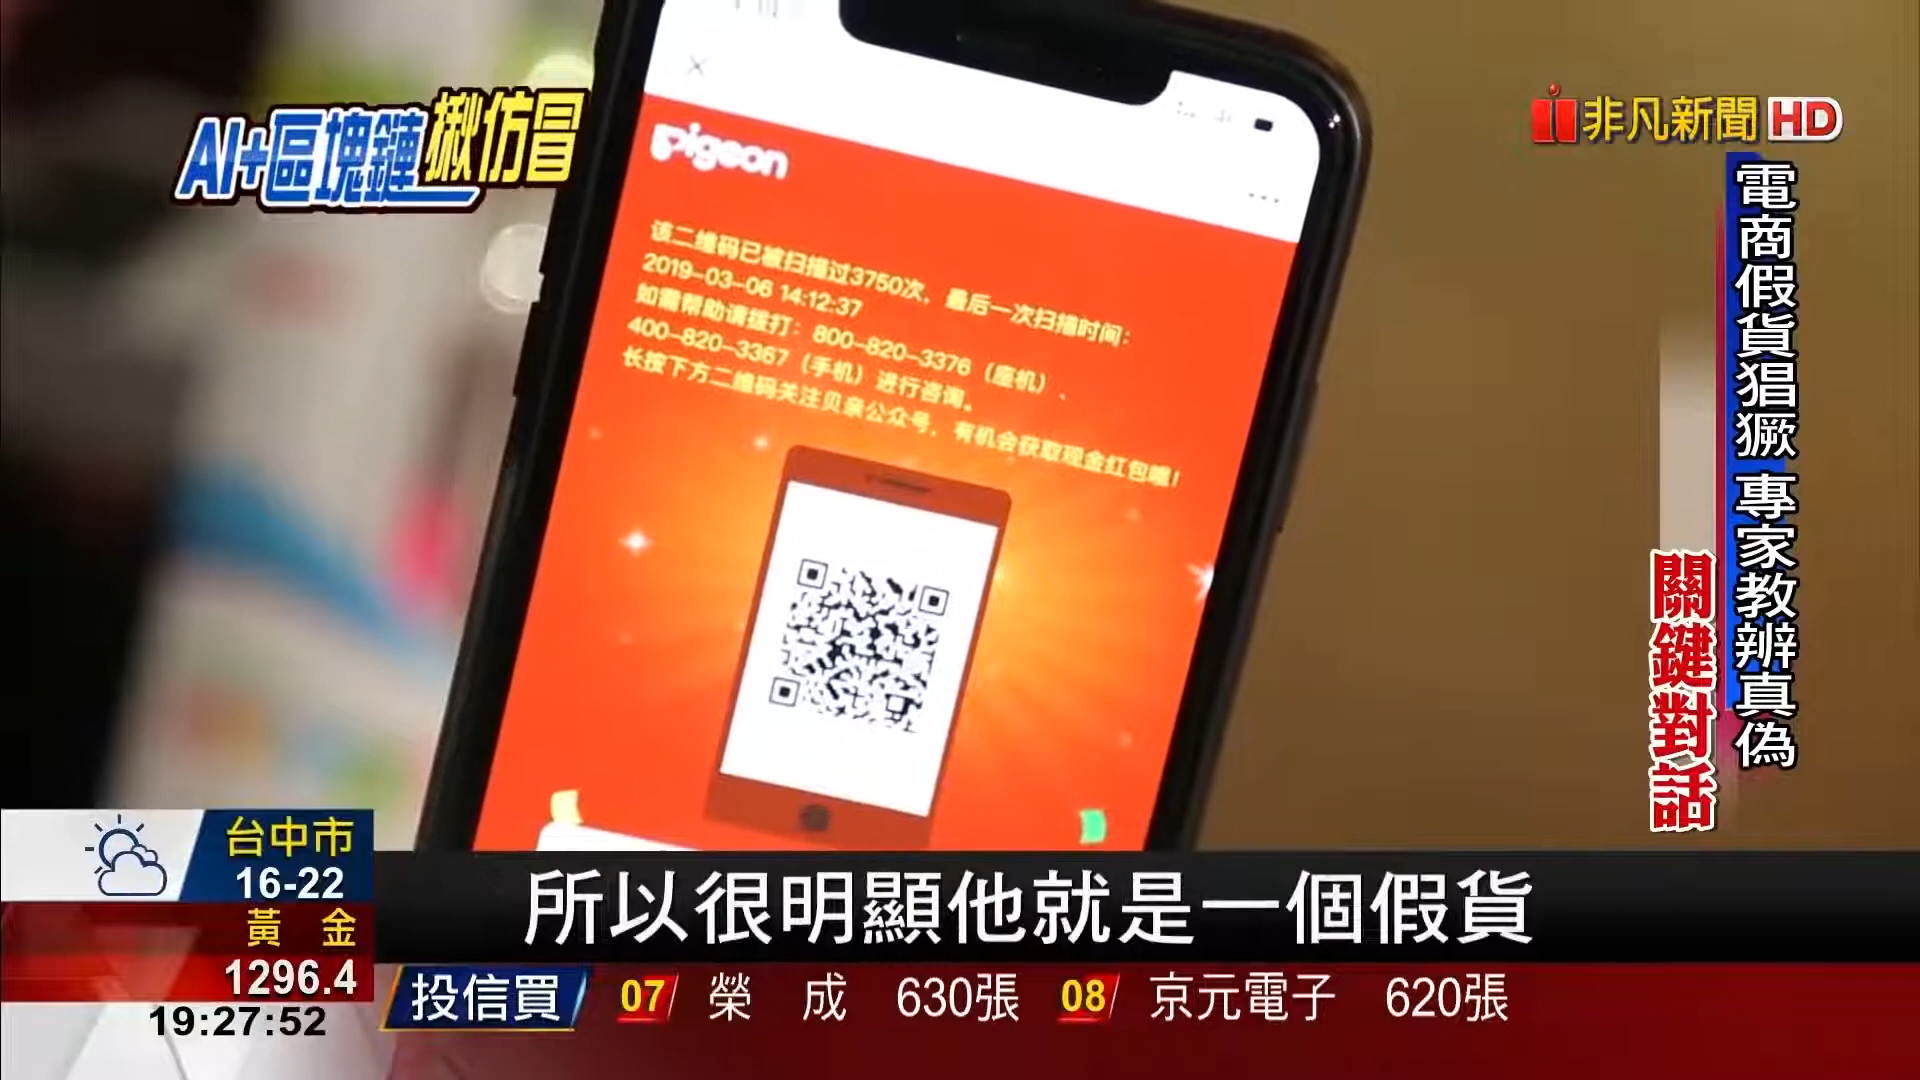 AI+區塊鏈揪仿冒
非凡新聞HD
電商假貨猖獗 專家教辨真偽
關鍵對話
pigeon
该二维码已被扫描过3750次，最后一次扫描时间：
2019-03-06 14:12:37
如需帮助请拨打：800-820-3376（座机）、
400-820-3367（手机）进行咨询。
长按下方二维码关注贝亲公众号，有机会获取现金红包哦！
所以很明顯他就是一個假貨
台中市
16-22
黃金
1296.4
19:27:52
投信買 07 榮成 630張 08 京元電子 620張